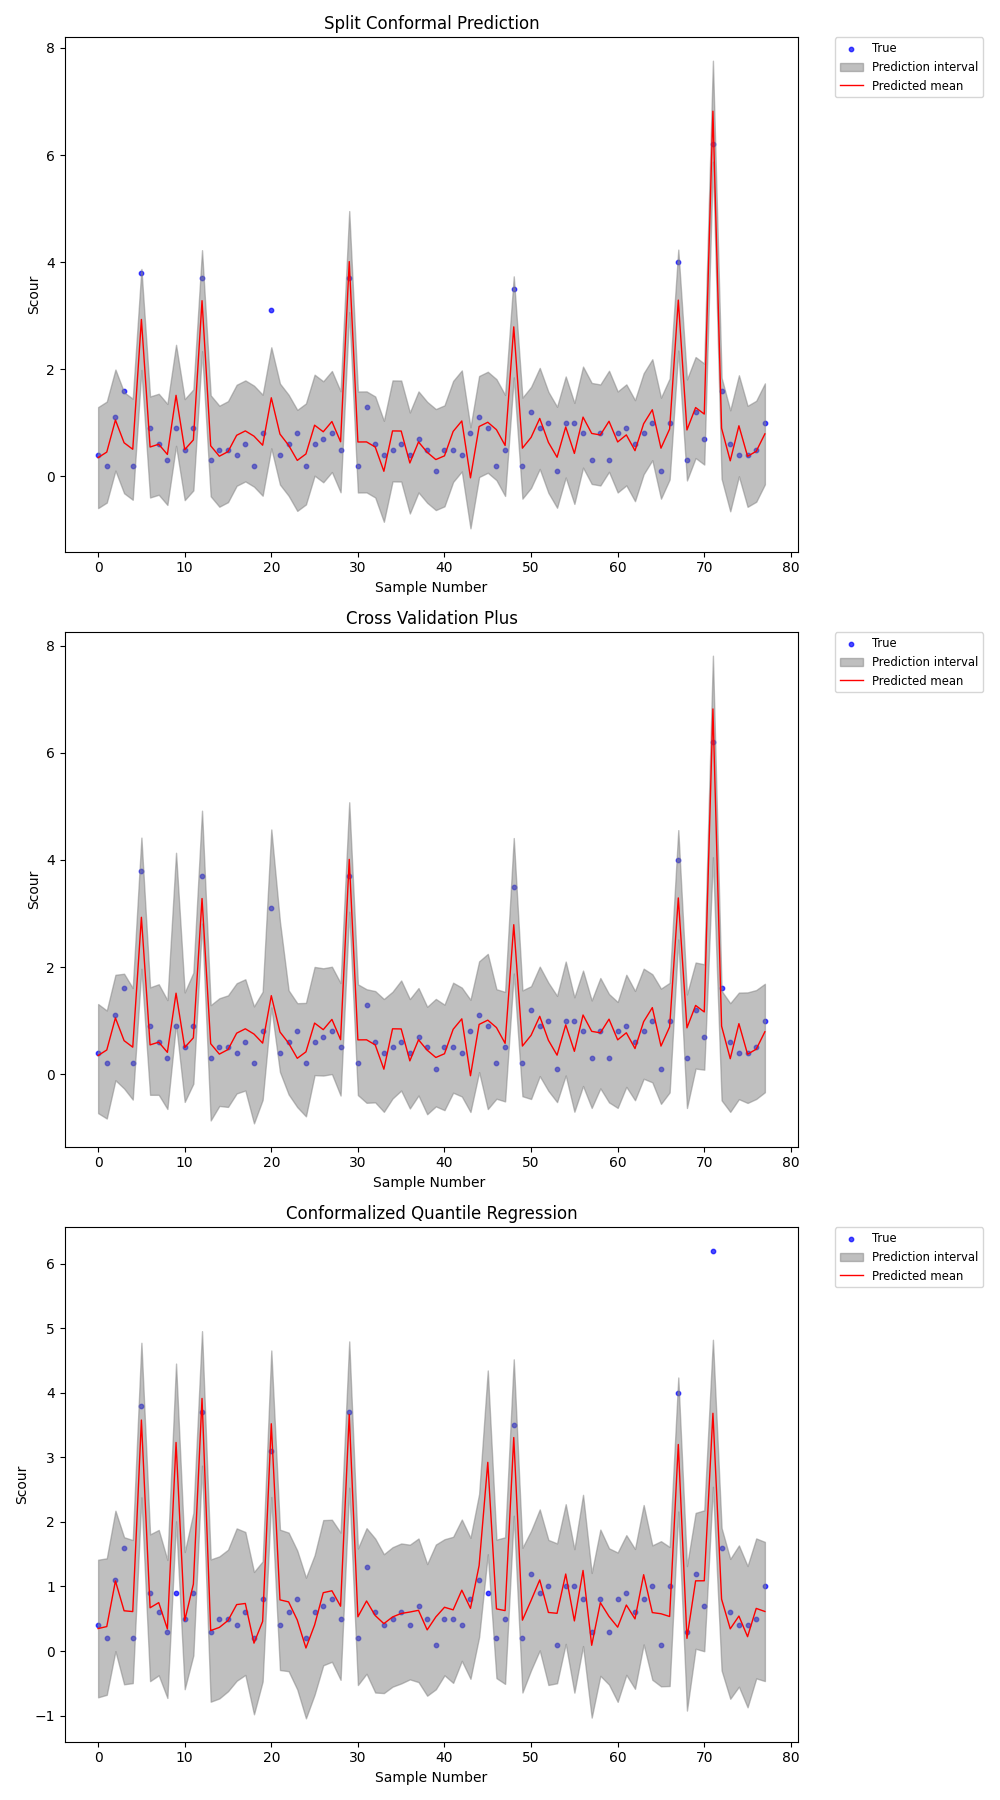 Split Conformal Prediction
8
6
4
2
0
Scour
0 10 20 30 40 50 60 70 80
Sample Number
True
Prediction interval
Predicted mean
Cross Validation Plus
8
6
4
2
0
Scour
0 10 20 30 40 50 60 70 80
Sample Number
True
Prediction interval
Predicted mean
Conformalized Quantile Regression
6
5
4
3
2
1
0
−1
Scour
0 10 20 30 40 50 60 70 80
Sample Number
True
Prediction interval
Predicted mean